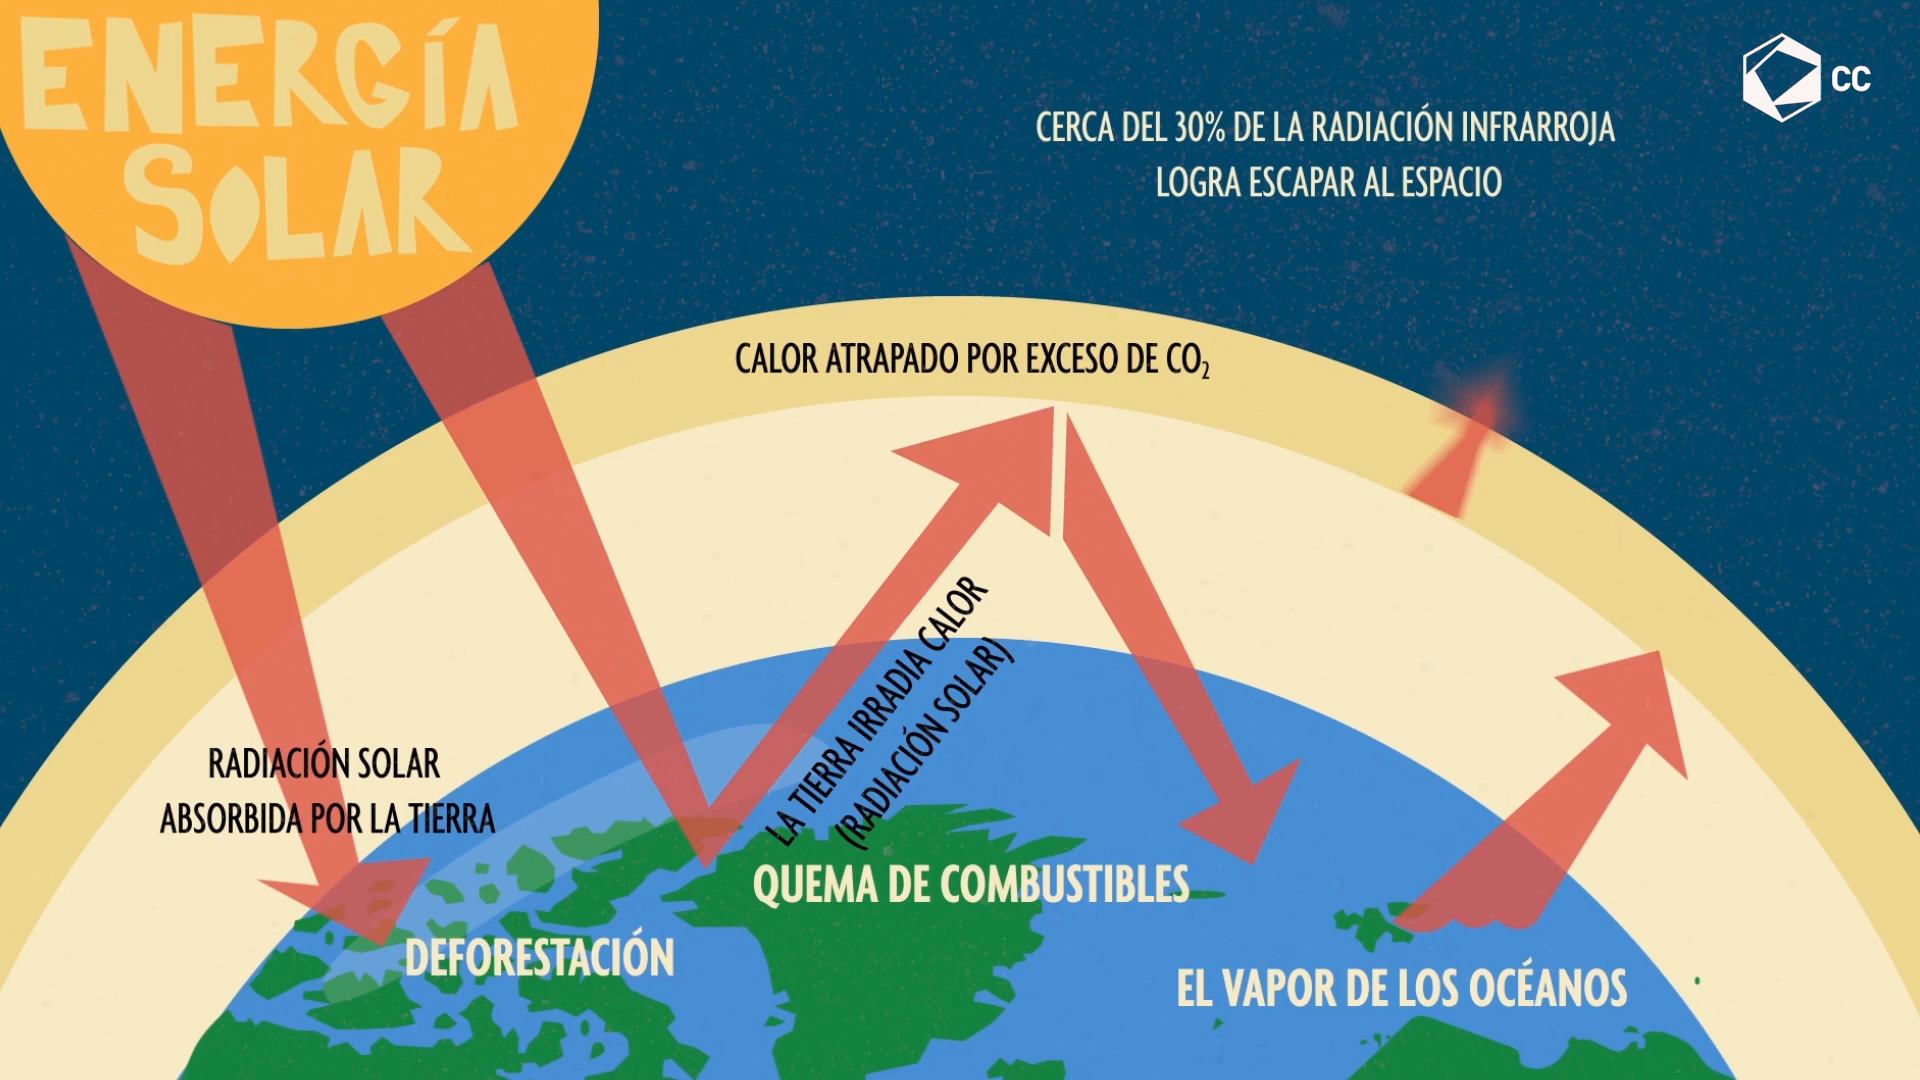 ENERGÍA
SOLAR
CC
CERCA DEL 30% DE LA RADIACIÓN INFRARROJA
LOGRA ESCAPAR AL ESPACIO
CALOR ATRAPADO POR EXCESO DE CO₂
LA TIERRA IRRADIA CALOR
(RADIACIÓN SOLAR)
RADIACIÓN SOLAR
ABSORBIDA POR LA TIERRA
QUEMA DE COMBUSTIBLES
DEFORESTACIÓN
EL VAPOR DE LOS OCÉANOS